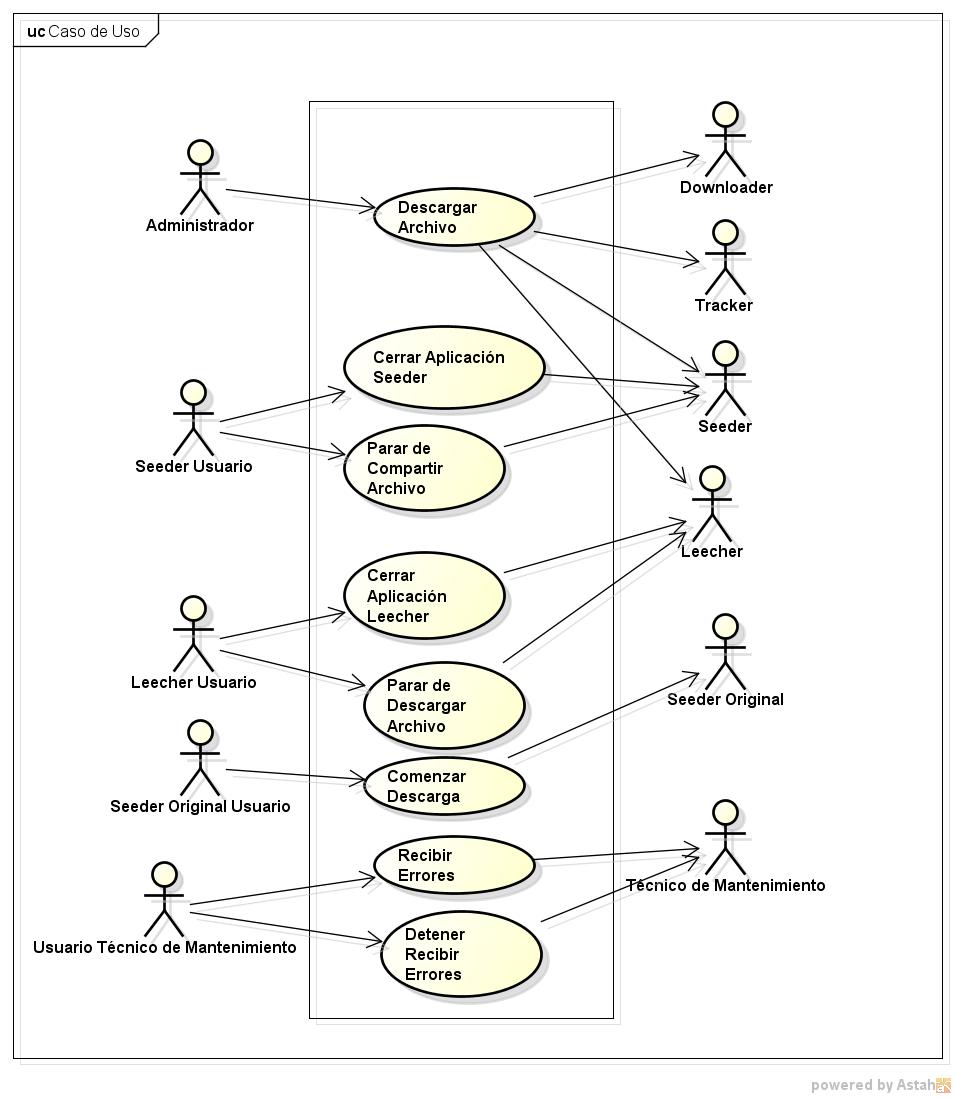 uc Caso de Uso
Administrador
Descargar
Archivo
Downloader
Tracker
Cerrar Aplicación
Seeder
Seeder
Seeder Usuario
Parar de
Compartir
Archivo
Leecher
Cerrar
Aplicación
Leecher
Leecher Usuario
Parar de
Descargar
Archivo
Seeder Original
Seeder Original Usuario
Comenzar
Descarga
Recibir
Errores
Técnico de Mantenimiento
Usuario Técnico de Mantenimiento
Detener
Recibir
Errores
powered by Astah